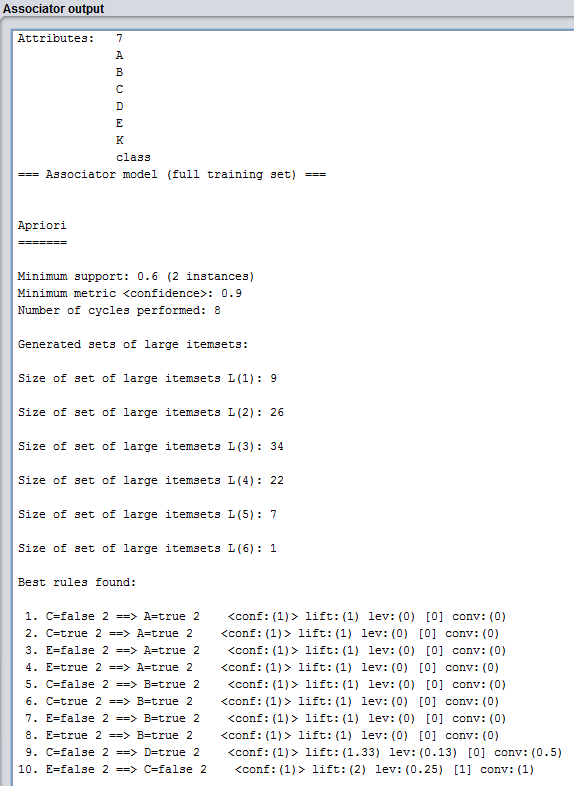 Associator output
Attributes:   7
              A
              B
              C
              D
              E
              K
              class
=== Associator model (full training set) ===
Apriori
=======
Minimum support: 0.6 (2 instances)
Minimum metric <confidence>: 0.9
Number of cycles performed: 8
Generated sets of large itemsets:
Size of set of large itemsets L(1): 9
Size of set of large itemsets L(2): 26
Size of set of large itemsets L(3): 34
Size of set of large itemsets L(4): 22
Size of set of large itemsets L(5): 7
Size of set of large itemsets L(6): 1
Best rules found:
 1. C=false 2 ==> A=true 2    <conf:(1)> lift:(1) lev:(0) [0] conv:(0)
 2. C=true 2 ==> A=true 2    <conf:(1)> lift:(1) lev:(0) [0] conv:(0)
 3. E=false 2 ==> A=true 2    <conf:(1)> lift:(1) lev:(0) [0] conv:(0)
 4. E=true 2 ==> A=true 2    <conf:(1)> lift:(1) lev:(0) [0] conv:(0)
 5. C=false 2 ==> B=true 2    <conf:(1)> lift:(1) lev:(0) [0] conv:(0)
 6. C=true 2 ==> B=true 2    <conf:(1)> lift:(1) lev:(0) [0] conv:(0)
 7. E=false 2 ==> B=true 2    <conf:(1)> lift:(1) lev:(0) [0] conv:(0)
 8. E=true 2 ==> B=true 2    <conf:(1)> lift:(1) lev:(0) [0] conv:(0)
 9. C=false 2 ==> D=true 2    <conf:(1)> lift:(1.33) lev:(0.13) [0] conv:(0.5)
10. E=false 2 ==> C=false 2    <conf:(1)> lift:(2) lev:(0.25) [1] conv:(1)